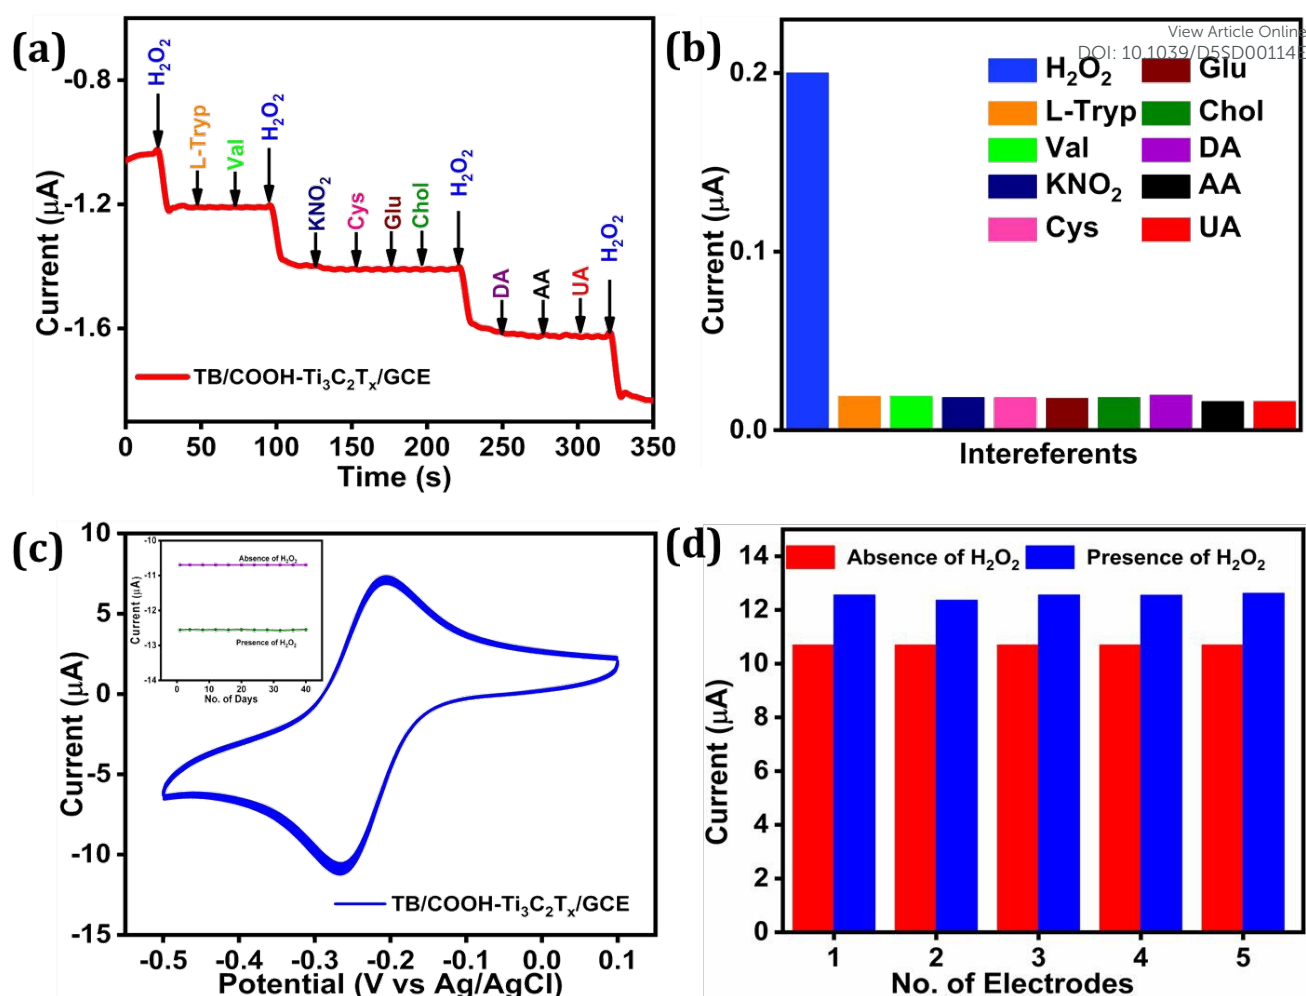 (a)
H₂O₂
L-Tryp
Val
H₂O₂
KNO₂
Cys
Glu
Chol
H₂O₂
DA
AA
UA
H₂O₂
-0.8
-1.2
-1.6
Current (μA)
TB/COOH-Ti₃C₂Tₓ/GCE
0 50 100 150 200 250 300 350
Time (s)
(b)
View Article Online
DOI: 10.1039/D5SD00114E
H₂O₂ Glu
L-Tryp Chol
Val DA
KNO₂ AA
Cys UA
0.2
0.1
0.0
Current (μA)
Intereferents
(c)
10
5
0
-5
-10
-15
Current (μA)
-10
-11
-12
-13
-14
Current (μA)
Absence of H₂O₂
Presence of H₂O₂
0 10 20 30 40
No. of Days
TB/COOH-Ti₃C₂Tₓ/GCE
-0.5 -0.4 -0.3 -0.2 -0.1 0.0 0.1
Potential (V vs Ag/AgCl)
(d)
Absence of H₂O₂ Presence of H₂O₂
14
12
10
8
6
4
2
0
Current (μA)
1 2 3 4 5
No. of Electrodes